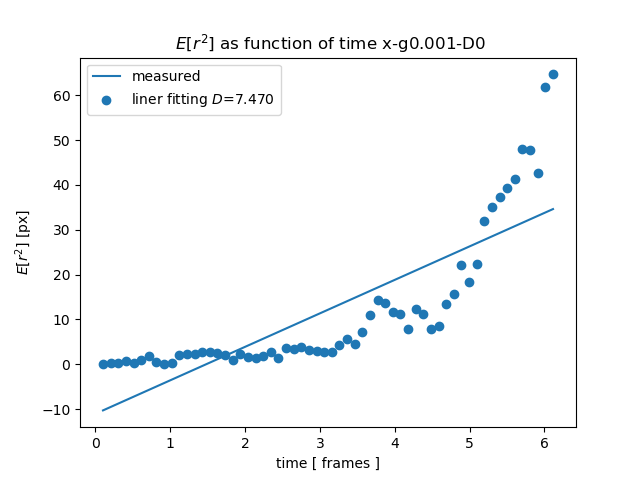 E[r²] as function of time x-g0.001-D0
measured
liner fitting D=7.470
60
50
40
30
20
10
0
−10
E[r²] [px]
0 1 2 3 4 5 6
time [ frames ]